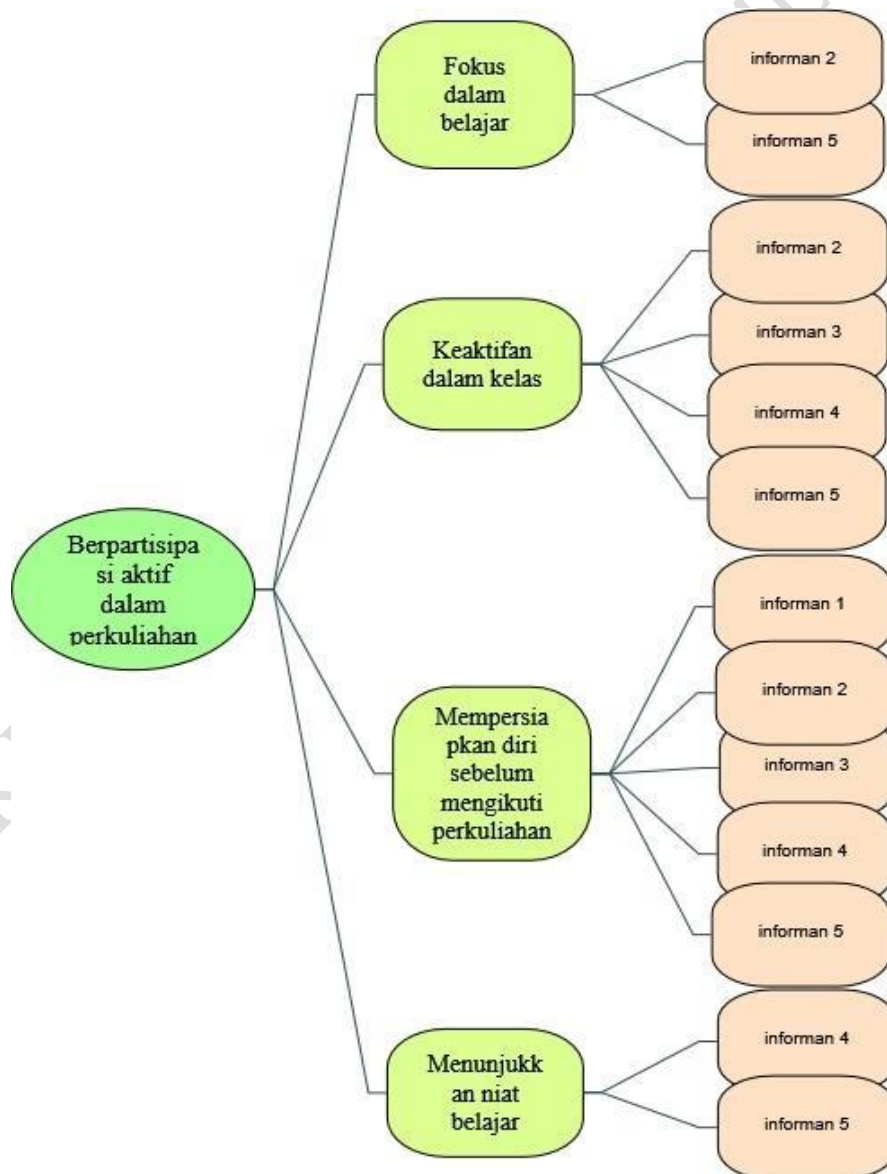 Fokus
dalam
belajar
informan 2
informan 5
Keaktifan
dalam kelas
informan 2
informan 3
informan 4
informan 5
Berpartisipa
si aktif
dalam
perkuliahan
Mempersia
pkan diri
sebelum
mengikuti
perkuliahan
informan 1
informan 2
informan 3
informan 4
informan 5
Menunjukk
an niat
belajar
informan 4
informan 5